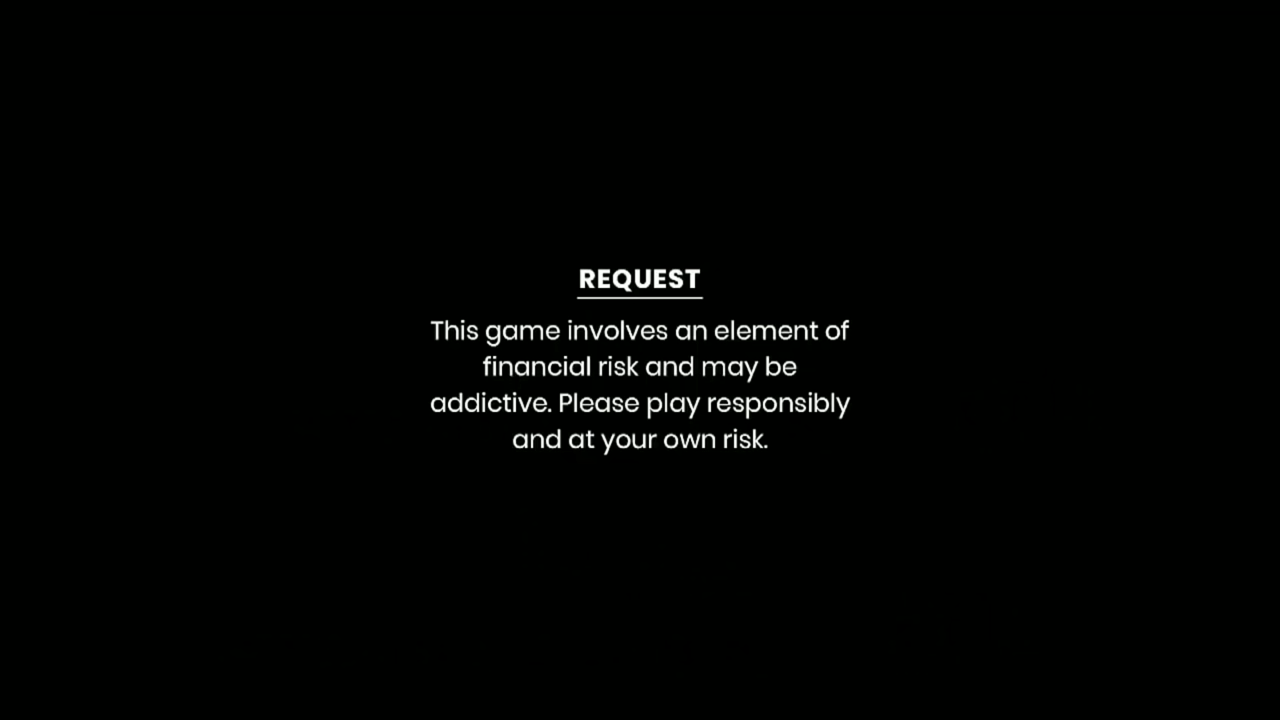 REQUEST
This game involves an element of
financial risk and may be
addictive. Please play responsibly
and at your own risk.